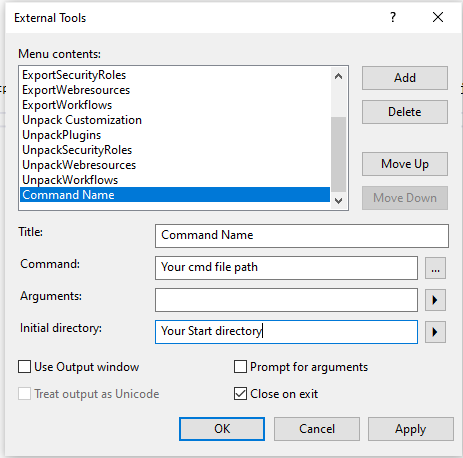 External Tools
Menu contents:
ExportSecurityRoles
ExportWebresources
ExportWorkflows
Unpack Customization
UnpackPlugins
UnpackSecurityRoles
UnpackWebresources
UnpackWorkflows
Command Name
Add
Delete
Move Up
Move Down
Title: Command Name
Command: Your cmd file path ...
Arguments:
Initial directory: Your Start directory
Use Output window Prompt for arguments
Treat output as Unicode Close on exit
OK Cancel Apply